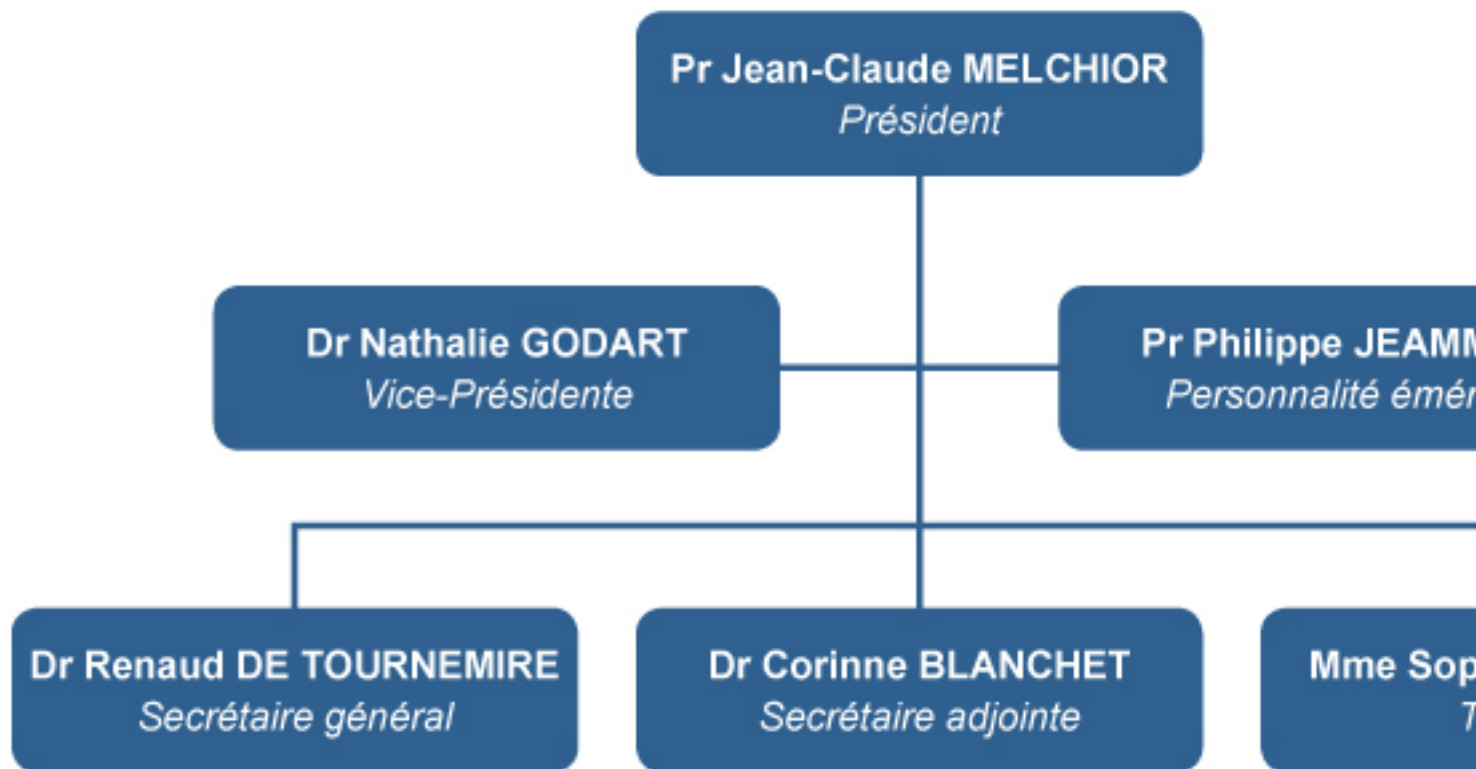 Pr Jean-Claude MELCHIOR
Président
Dr Nathalie GODART
Vice-Présidente
Pr Philippe
Personnalité
Dr Renaud DE TOURNEMIRE
Secrétaire général
Dr Corinne BLANCHET
Secrétaire adjointe
Mme